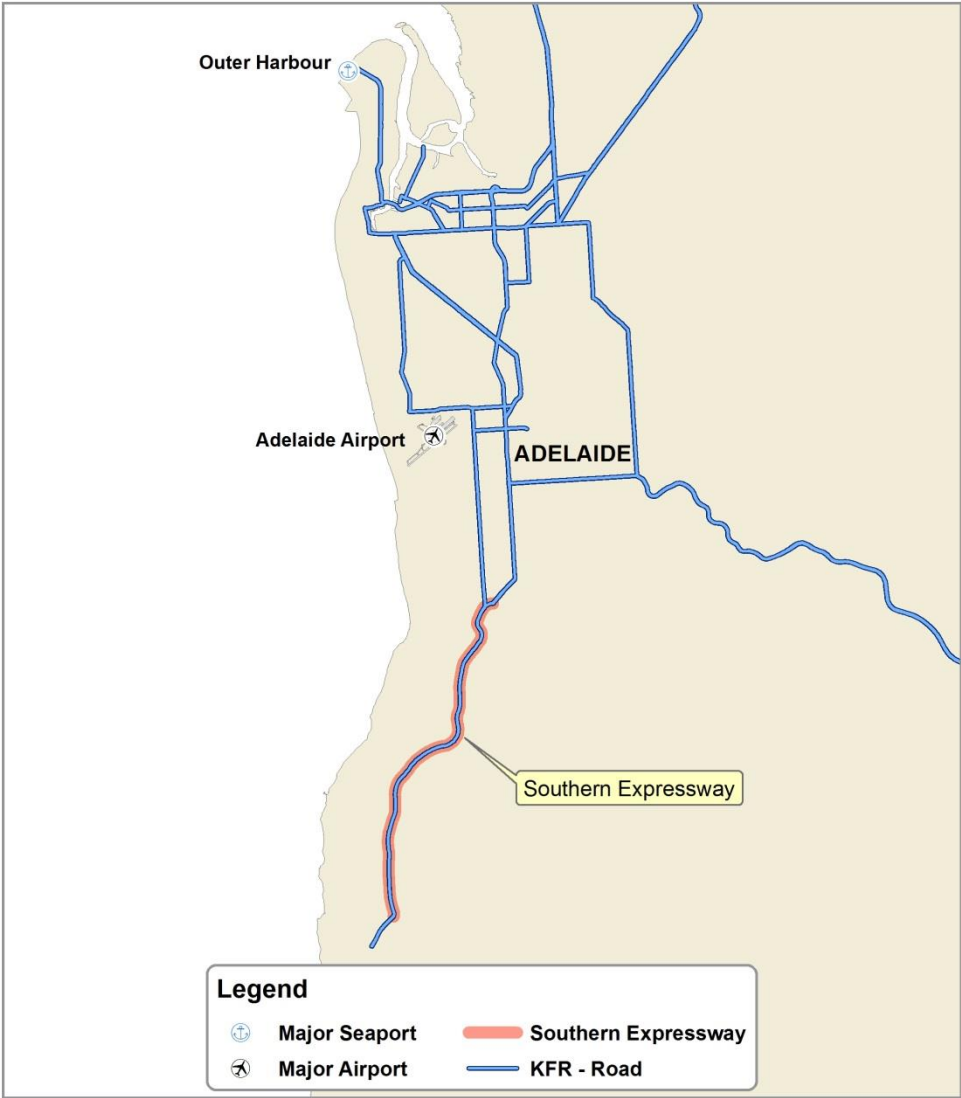 Outer Harbour
Adelaide Airport
ADELAIDE
Southern Expressway
Legend
Major Seaport
Southern Expressway
Major Airport
KFR - Road